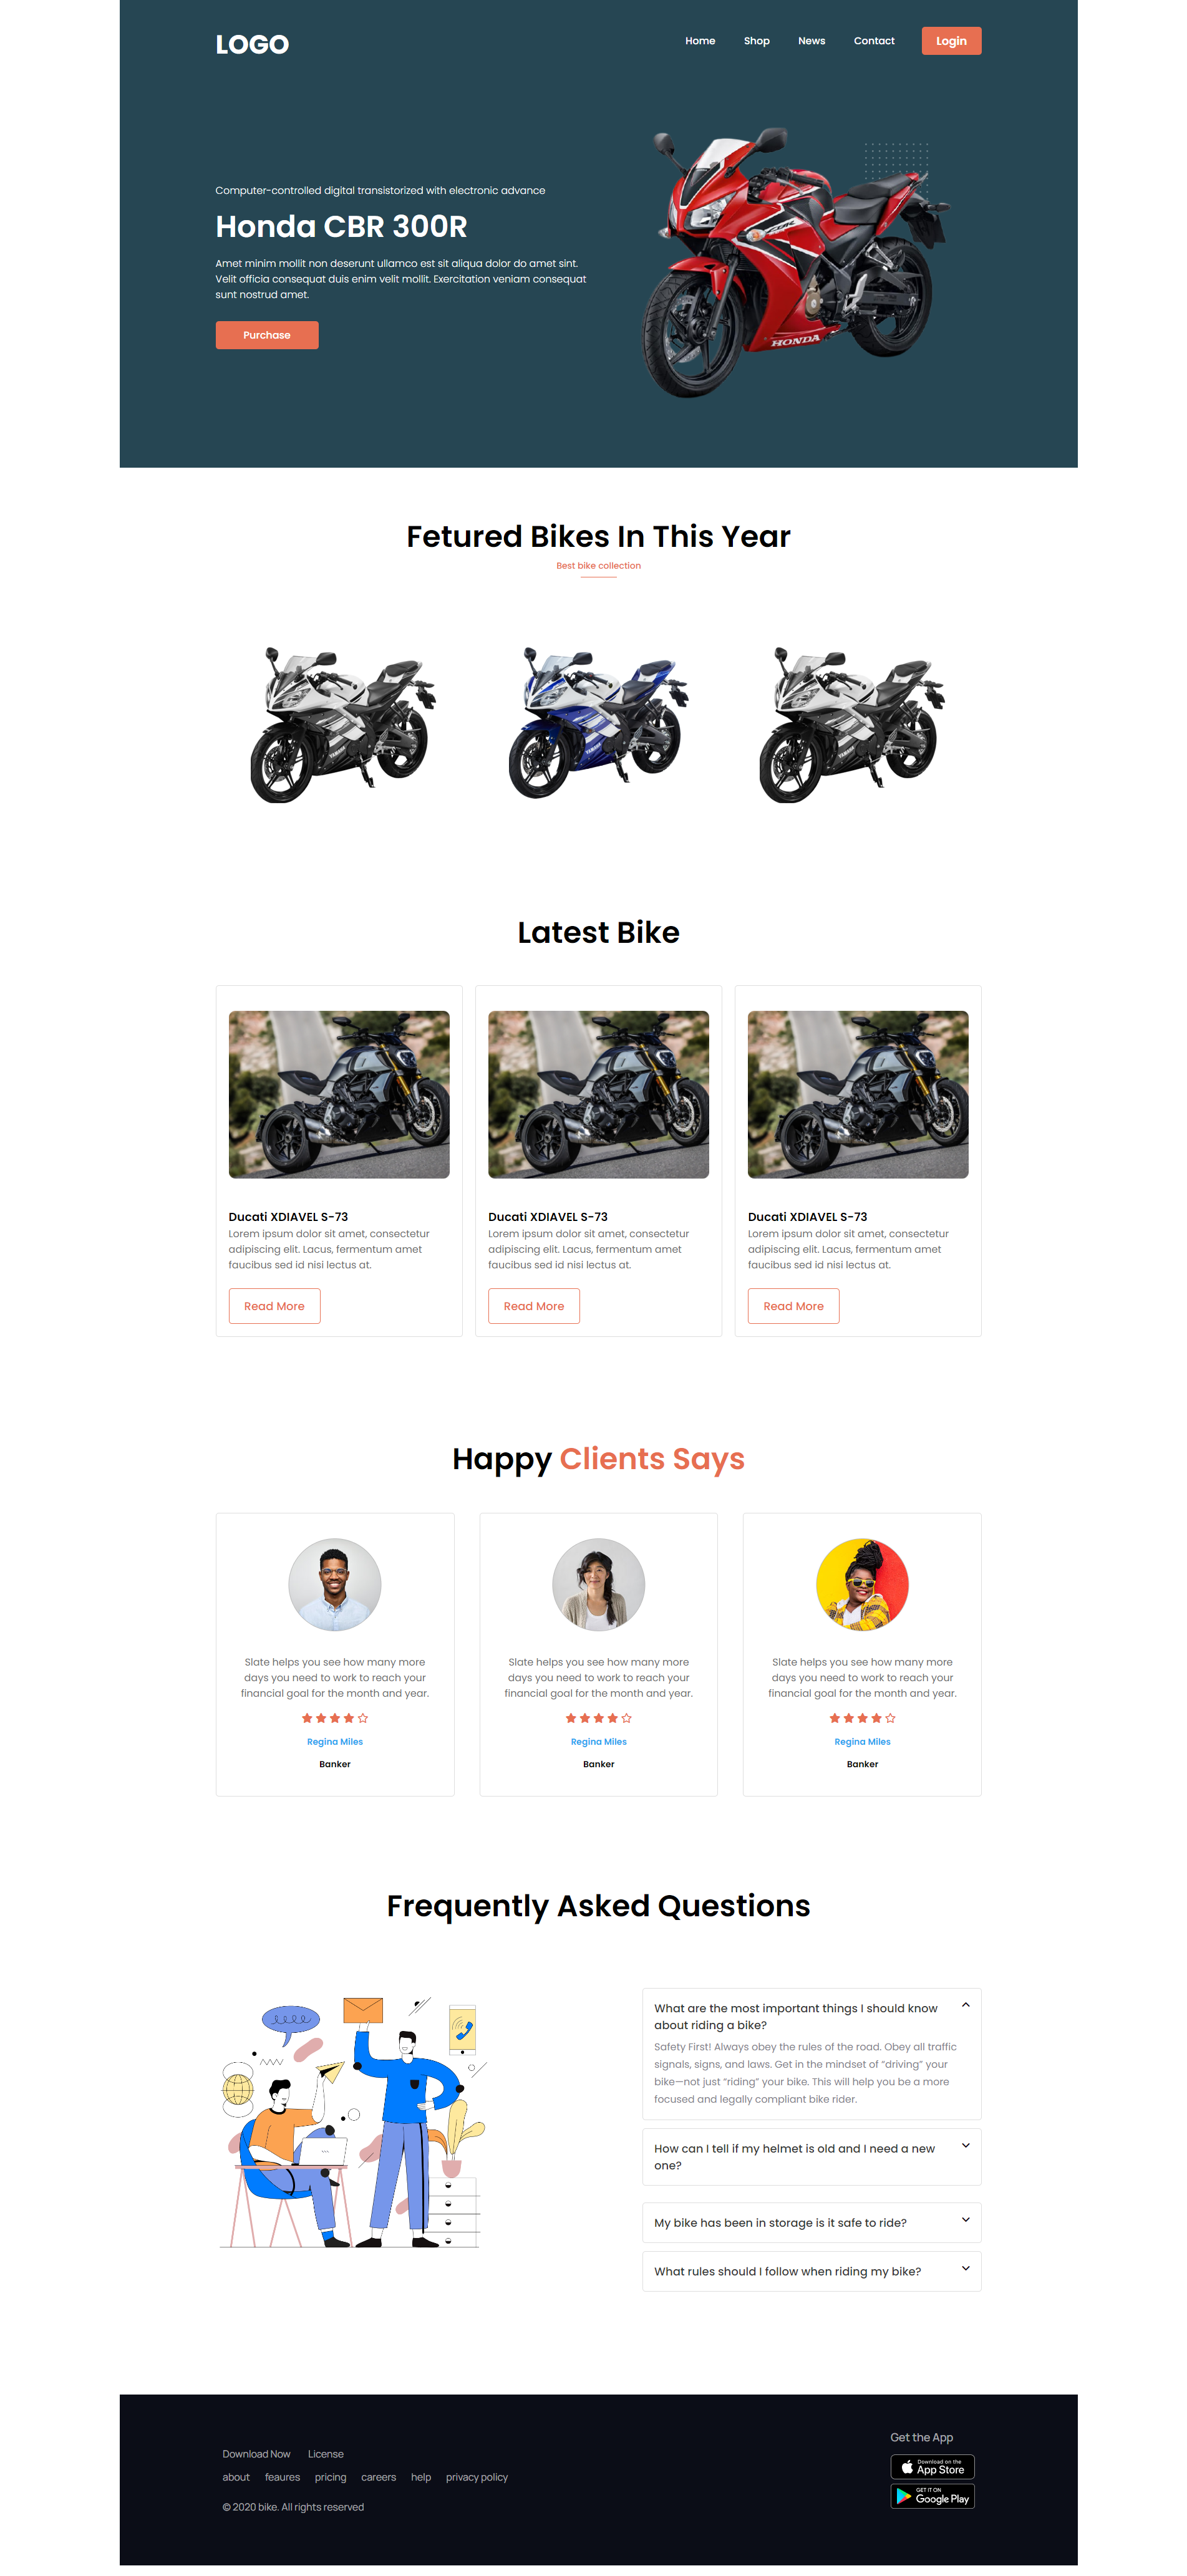 LOGO
Home Shop News Contact Login
Computer-controlled digital transistorized with electronic advance
Honda CBR 300R
Amet minim mollit non deserunt ullamco est sit aliqua dolor do amet sint.
Velit officia consequat duis enim velit mollit. Exercitation veniam consequat
sunt nostrud amet.
Purchase
HONDA
Fetured Bikes In This Year
Best bike collection
Latest Bike
Ducati XDIAVEL S-73
Lorem ipsum dolor sit amet, consectetur
adipiscing elit. Lacus, fermentum amet
faucibus sed id nisi lectus at.
Read More
Ducati XDIAVEL S-73
Lorem ipsum dolor sit amet, consectetur
adipiscing elit. Lacus, fermentum amet
faucibus sed id nisi lectus at.
Read More
Ducati XDIAVEL S-73
Lorem ipsum dolor sit amet, consectetur
adipiscing elit. Lacus, fermentum amet
faucibus sed id nisi lectus at.
Read More
Happy Clients Says
Slate helps you see how many more
days you need to work to reach your
financial goal for the month and year.
Regina Miles
Banker
Slate helps you see how many more
days you need to work to reach your
financial goal for the month and year.
Regina Miles
Banker
Slate helps you see how many more
days you need to work to reach your
financial goal for the month and year.
Regina Miles
Banker
Frequently Asked Questions
What are the most important things I should know
about riding a bike?
Safety First! Always obey the rules of the road. Obey all traffic
signals, signs, and laws. Get in the mindset of “driving” your
bike—not just “riding” your bike. This will help you be a more
focused and legally compliant bike rider.
How can I tell if my helmet is old and I need a new
one?
My bike has been in storage is it safe to ride?
What rules should I follow when riding my bike?
Download Now License
about feaures pricing careers help privacy policy
© 2020 bike. All rights reserved
Get the App
Download on the
App Store
GET IT ON
Google Play